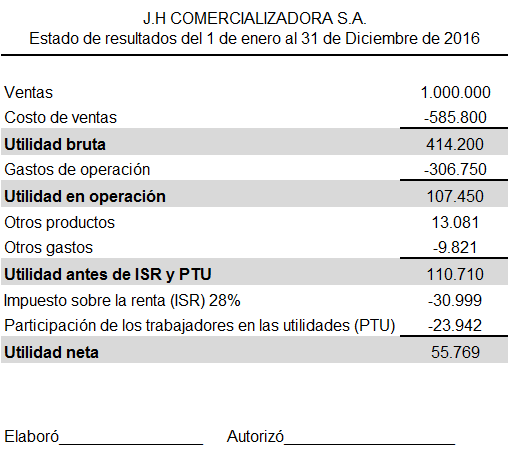 J.H COMERCIALIZADORA S.A.
Estado de resultados del 1 de enero al 31 de Diciembre de 2016
Ventas 1.000.000
Costo de ventas -585.800
Utilidad bruta 414.200
Gastos de operación -306.750
Utilidad en operación 107.450
Otros productos 13.081
Otros gastos -9.821
Utilidad antes de ISR y PTU 110.710
Impuesto sobre la renta (ISR) 28% -30.999
Participación de los trabajadores en las utilidades (PTU) -23.942
Utilidad neta 55.769
Elaboró________________ Autorizó___________________